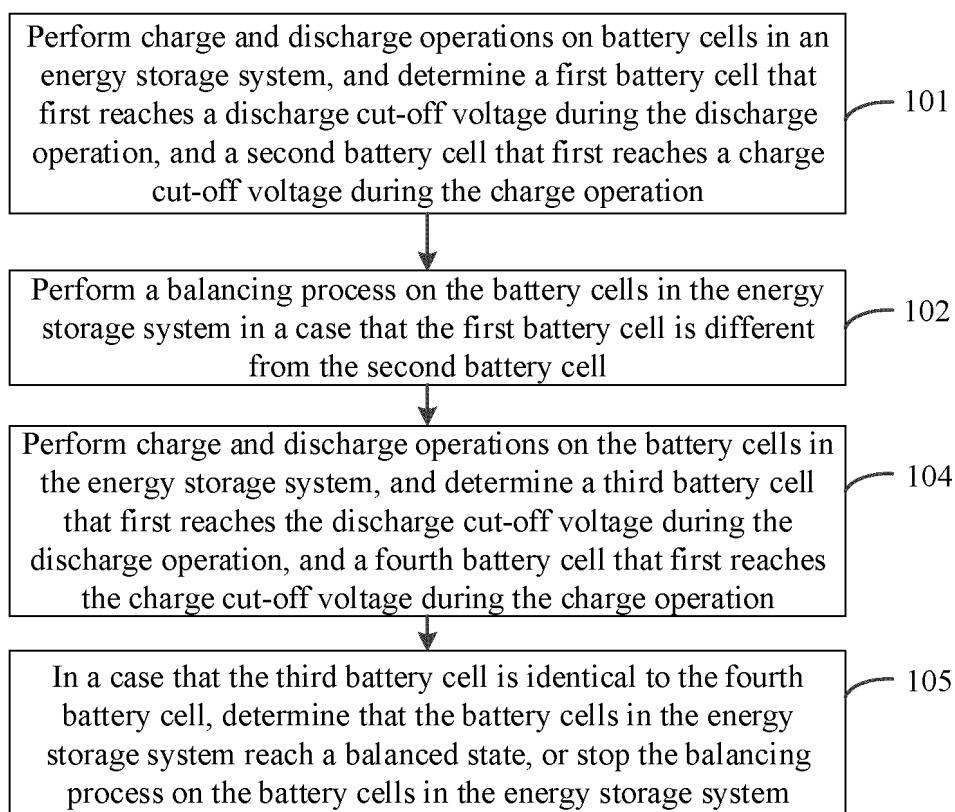 Perform charge and discharge operations on battery cells in an
energy storage system, and determine a first battery cell that
first reaches a discharge cut-off voltage during the discharge
operation, and a second battery cell that first reaches a charge
cut-off voltage during the charge operation
101
Perform a balancing process on the battery cells in the energy
storage system in a case that the first battery cell is different
from the second battery cell
102
Perform charge and discharge operations on the battery cells in
the energy storage system, and determine a third battery cell
that first reaches the discharge cut-off voltage during the
discharge operation, and a fourth battery cell that first reaches
the charge cut-off voltage during the charge operation
104
In a case that the third battery cell is identical to the fourth
battery cell, determine that the battery cells in the energy
storage system reach a balanced state, or stop the balancing
process on the battery cells in the energy storage system
105